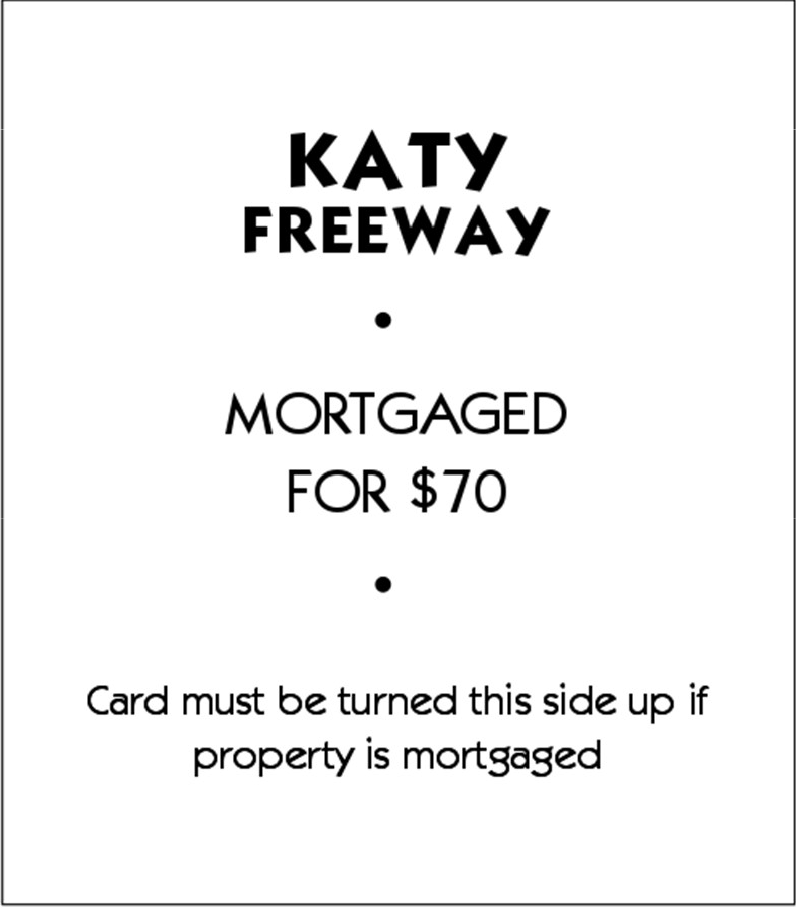 KATY
FREEWAY
•
MORTGAGED
FOR $70
•
Card must be turned this side up if
property is mortgaged